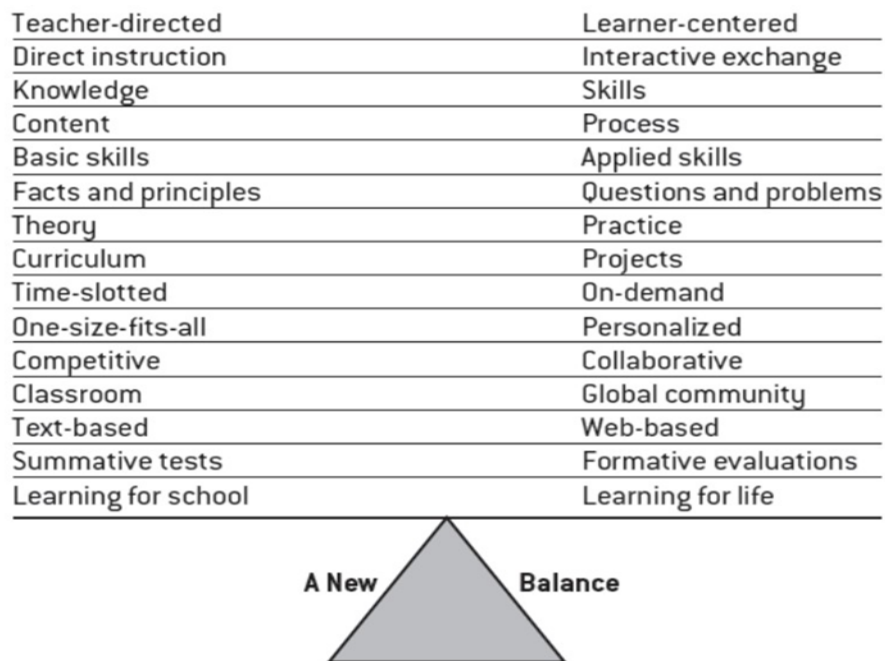 Teacher-directed Learner-centered
Direct instruction Interactive exchange
Knowledge Skills
Content Process
Basic skills Applied skills
Facts and principles Questions and problems
Theory Practice
Curriculum Projects
Time-slotted On-demand
One-size-fits-all Personalized
Competitive Collaborative
Classroom Global community
Text-based Web-based
Summative tests Formative evaluations
Learning for school Learning for life
A New Balance